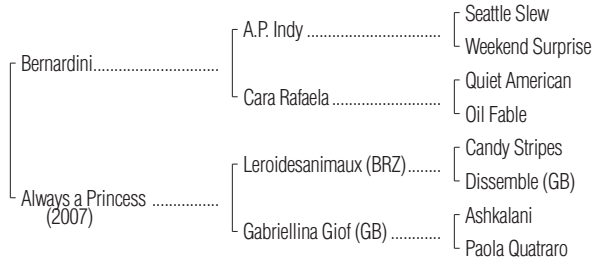 Seattle Slew
A.P. Indy
Weekend Surprise
Bernardini
Quiet American
Cara Rafaela
Oil Fable
Candy Stripes
Leroidesanimaux (BRZ)
Dissemble (GB)
Always a Princess
(2007)
Ashkalani
Gabriellina Giof (GB)
Paola Quatraro